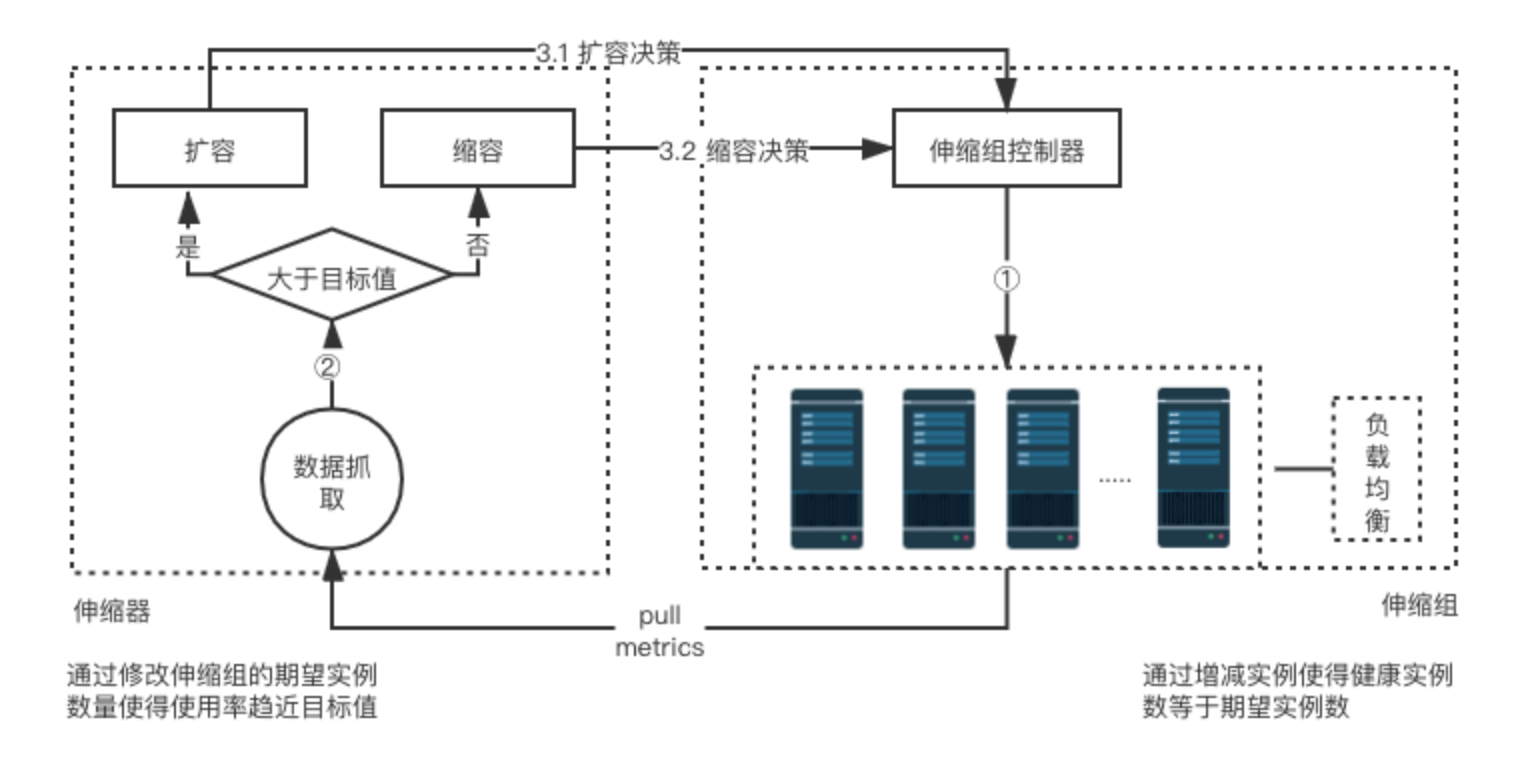 3.1 扩容决策
扩容
缩容
3.2 缩容决策
伸缩组控制器
是
否
大于目标值
①
②
数据抓
取
.....
负
载
均
衡
伸缩器
伸缩组
pull
metrics
通过修改伸缩组的期望实例
数量使得使用率趋近目标值
通过增减实例使得健康实例
数等于期望实例数